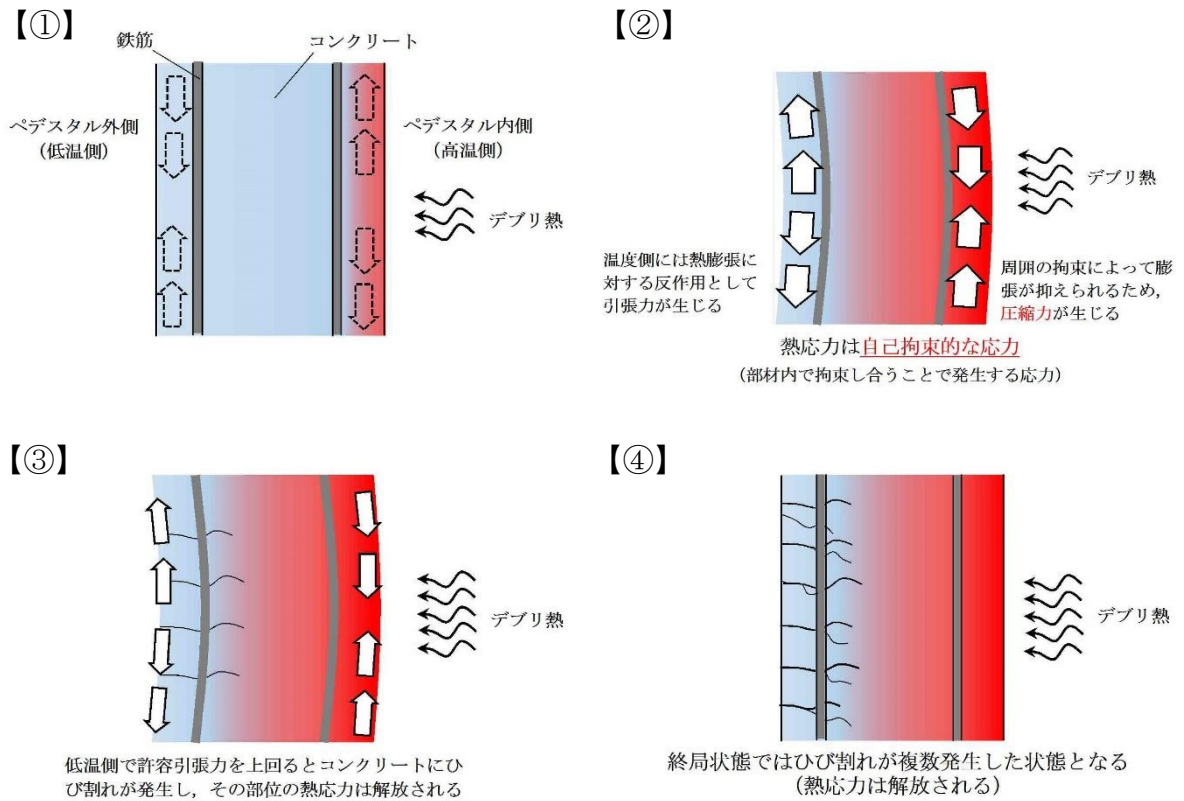 【①】
鉄筋
コンクリート
ペデスタル外側
(低温側)
ペデスタル内側
(高温側)
デブリ熱
【②】
デブリ熱
温度側には熱膨張に
対する反作用として
引張力が生じる
周囲の拘束によって膨
張が抑えられるため,
圧縮力が生じる
熱応力は自己拘束的な応力
(部材内で拘束し合うことで発生する応力)
【③】
デブリ熱
低温側で許容引張力を上回るとコンクリートにひ
び割れが発生し,その部位の熱応力は解放される
【④】
デブリ熱
終局状態ではひび割れが複数発生した状態となる
(熱応力は解放される)